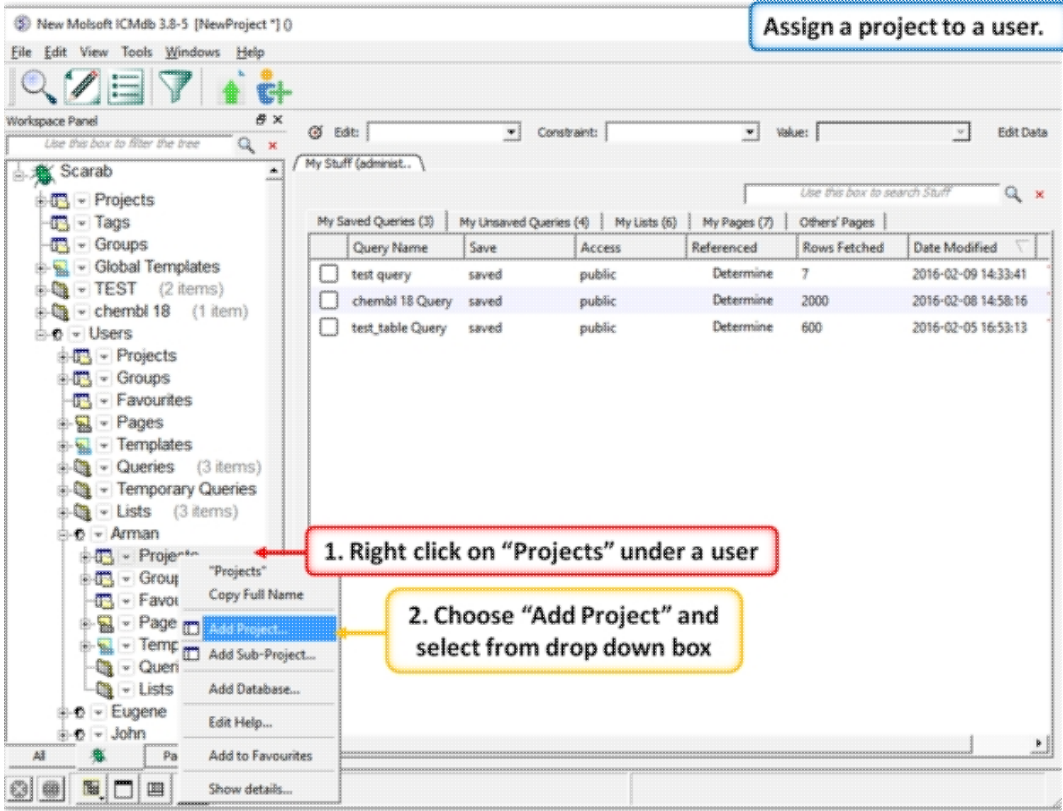 New Molsoft ICMdb 3.8-5 [NewProject *] ()
Assign a project to a user.
File Edit View Tools Windows Help
Workspace Panel
Use this box to filter the tree
Edit: Constraint: Value: Edit Data
My Stuff (administ..
Use this box to search Stuff
My Saved Queries (3) My Unsaved Queries (4) My Lists (6) My Pages (7) Others' Pages
Query Name Save Access Referenced Rows Fetched Date Modified
test query saved public Determine 7 2016-02-09 14:33:41
chembl 18 Query saved public Determine 2000 2016-02-08 14:58:16
test_table Query saved public Determine 600 2016-02-05 16:53:13
Scarab
Projects
Tags
Groups
Global Templates
TEST (2 items)
chembl 18 (1 item)
Users
Projects
Groups
Favourites
Pages
Templates
Queries (3 items)
Temporary Queries
Lists (3 items)
Arman
Projects
Group
Favou
Page
Temp
Queri
Lists
Eugene
John
All Pa
"Projects"
Copy Full Name
Add Project...
Add Sub-Project...
Add Database...
Edit Help...
Add to Favourites
Show details...
1. Right click on “Projects” under a user
2. Choose “Add Project” and
select from drop down box